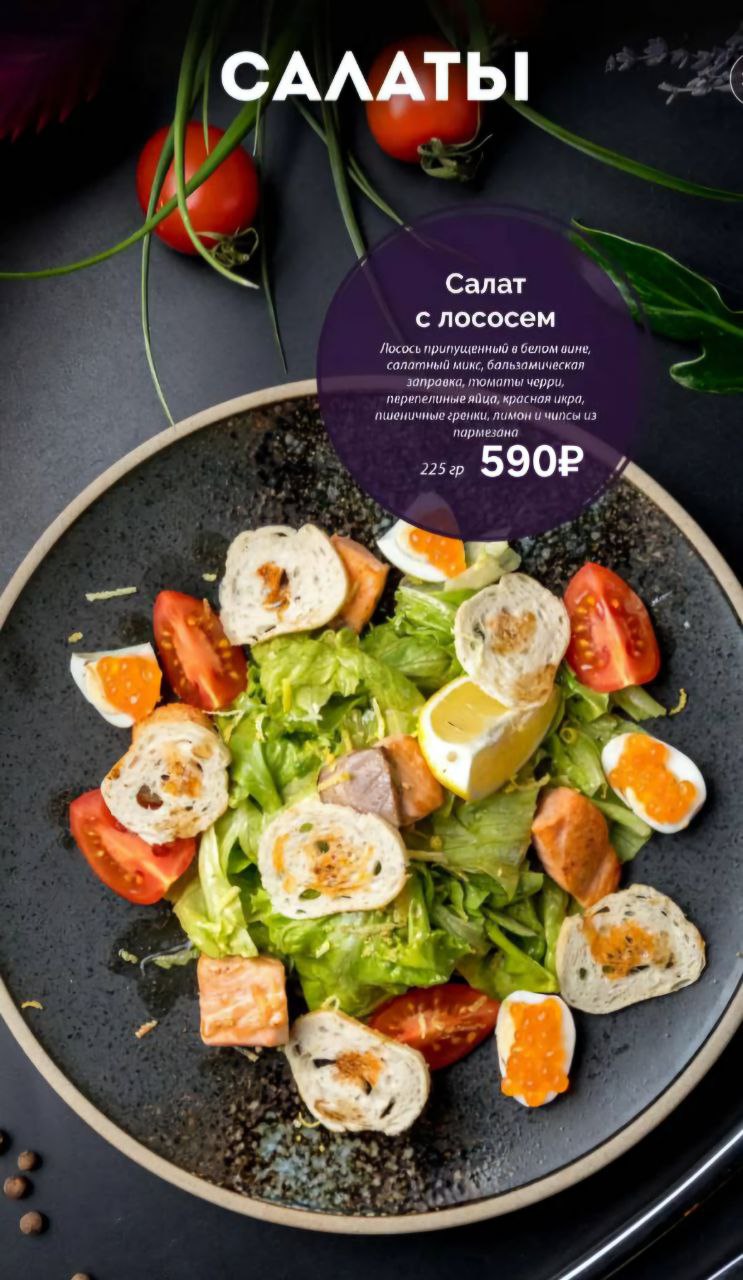 САЛАТЫ
Салат
с лососем
Лосось припущенный в белом вине,
салатный микс, бальзамическая
заправка, томаты черри,
перепелиные яйца, красная икра,
пшеничные гренки, лимон и чипсы из
пармезана
225 гр 590₽